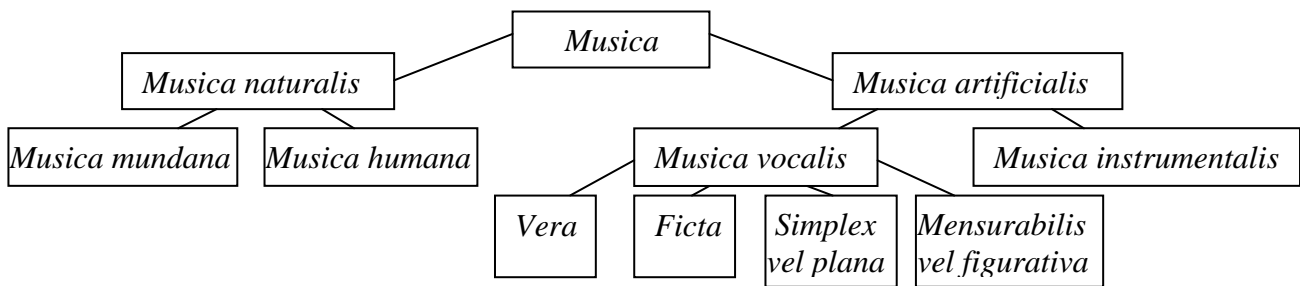 Musica
Musica naturalis
Musica artificialis
Musica mundana
Musica humana
Musica vocalis
Musica instrumentalis
Vera
Ficta
Simplex
vel plana
Mensurabilis
vel figurativa